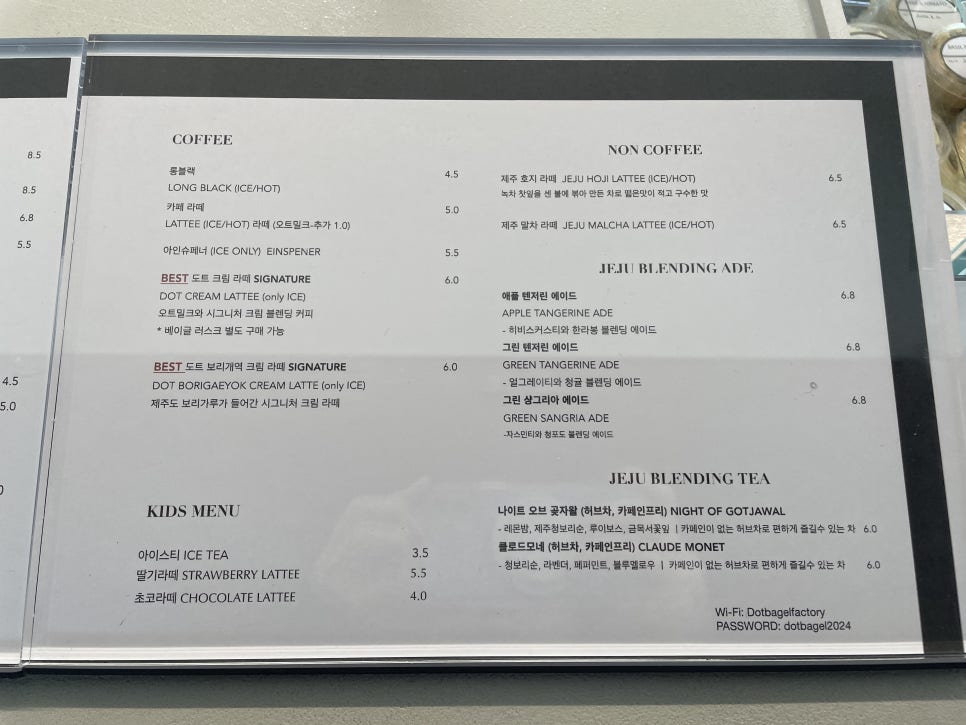 8.5
8.5
6.8
5.5
4.5
5.0
COFFEE
롱블랙 4.5
LONG BLACK (ICE/HOT)
카페 라떼 5.0
LATTEE (ICE/HOT) 라떼 (오트밀크-추가 1.0)
아인슈페너 (ICE ONLY) EINSPENER 5.5
BEST 도트 크림 라떼 SIGNATURE 6.0
DOT CREAM LATTEE (only ICE)
오트밀크와 시그니처 크림 블렌딩 커피
* 베이글 러스크 별도 구매 가능
BEST 도트 보리개역 크림 라떼 SIGNATURE 6.0
DOT BORIGAEYOK CREAM LATTE (only ICE)
제주도 보리가루가 들어간 시그니처 크림 라떼
KIDS MENU
아이스티 ICE TEA 3.5
딸기라떼 STRAWBERRY LATTEE 5.5
초코라떼 CHOCOLATE LATTEE 4.0
NON COFFEE
제주 호지 라떼 JEJU HOJI LATTEE (ICE)/HOT) 6.5
녹차 찻잎을 센 불에 볶아 만든 차로 떫은맛이 적고 구수한 맛
제주 말차 라떼 JEJU MALCHA LATTEE (ICE/HOT) 6.5
JEJU BLENDING ADE
애플 텐저린 에이드 6.8
APPLE TANGERINE ADE
- 히비스커스티와 한라봉 블렌딩 에이드
그린 텐저린 에이드 6.8
GREEN TANGERINE ADE
- 얼그레이티와 청귤 블렌딩 에이드
그린 샹그리아 에이드 6.8
GREEN SANGRIA ADE
-자스민티와 청포도 블렌딩 에이드
JEJU BLENDING TEA
나이트 오브 곶자왈 (허브차, 카페인프리) NIGHT OF GOTJAWAL
- 레몬밤, 제주청보리순, 루이보스, 금목서꽃잎 ㅣ카페인이 없는 허브차로 편하게 즐길수 있는 차 6.0
클로드모네 (허브차, 카페인프리) CLAUDE MONET
- 청보리순, 라벤더, 페퍼민트, 블루멜로우 ㅣ 카페인이 없는 허브차로 편하게 즐길수 있는 차 6.0
Wi-Fi: Dotbagelfactory
PASSWORD: dotbagel2024